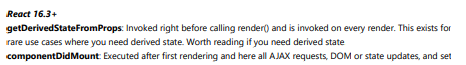 React 16.3+
getDerivedStateFromProps: Invoked right before calling render() and is invoked on every render. This exists for
rare use cases where you need derived state. Worth reading if you need derived state
componentDidMount: Executed after first rendering and here all AJAX requests, DOM or state updates, and set